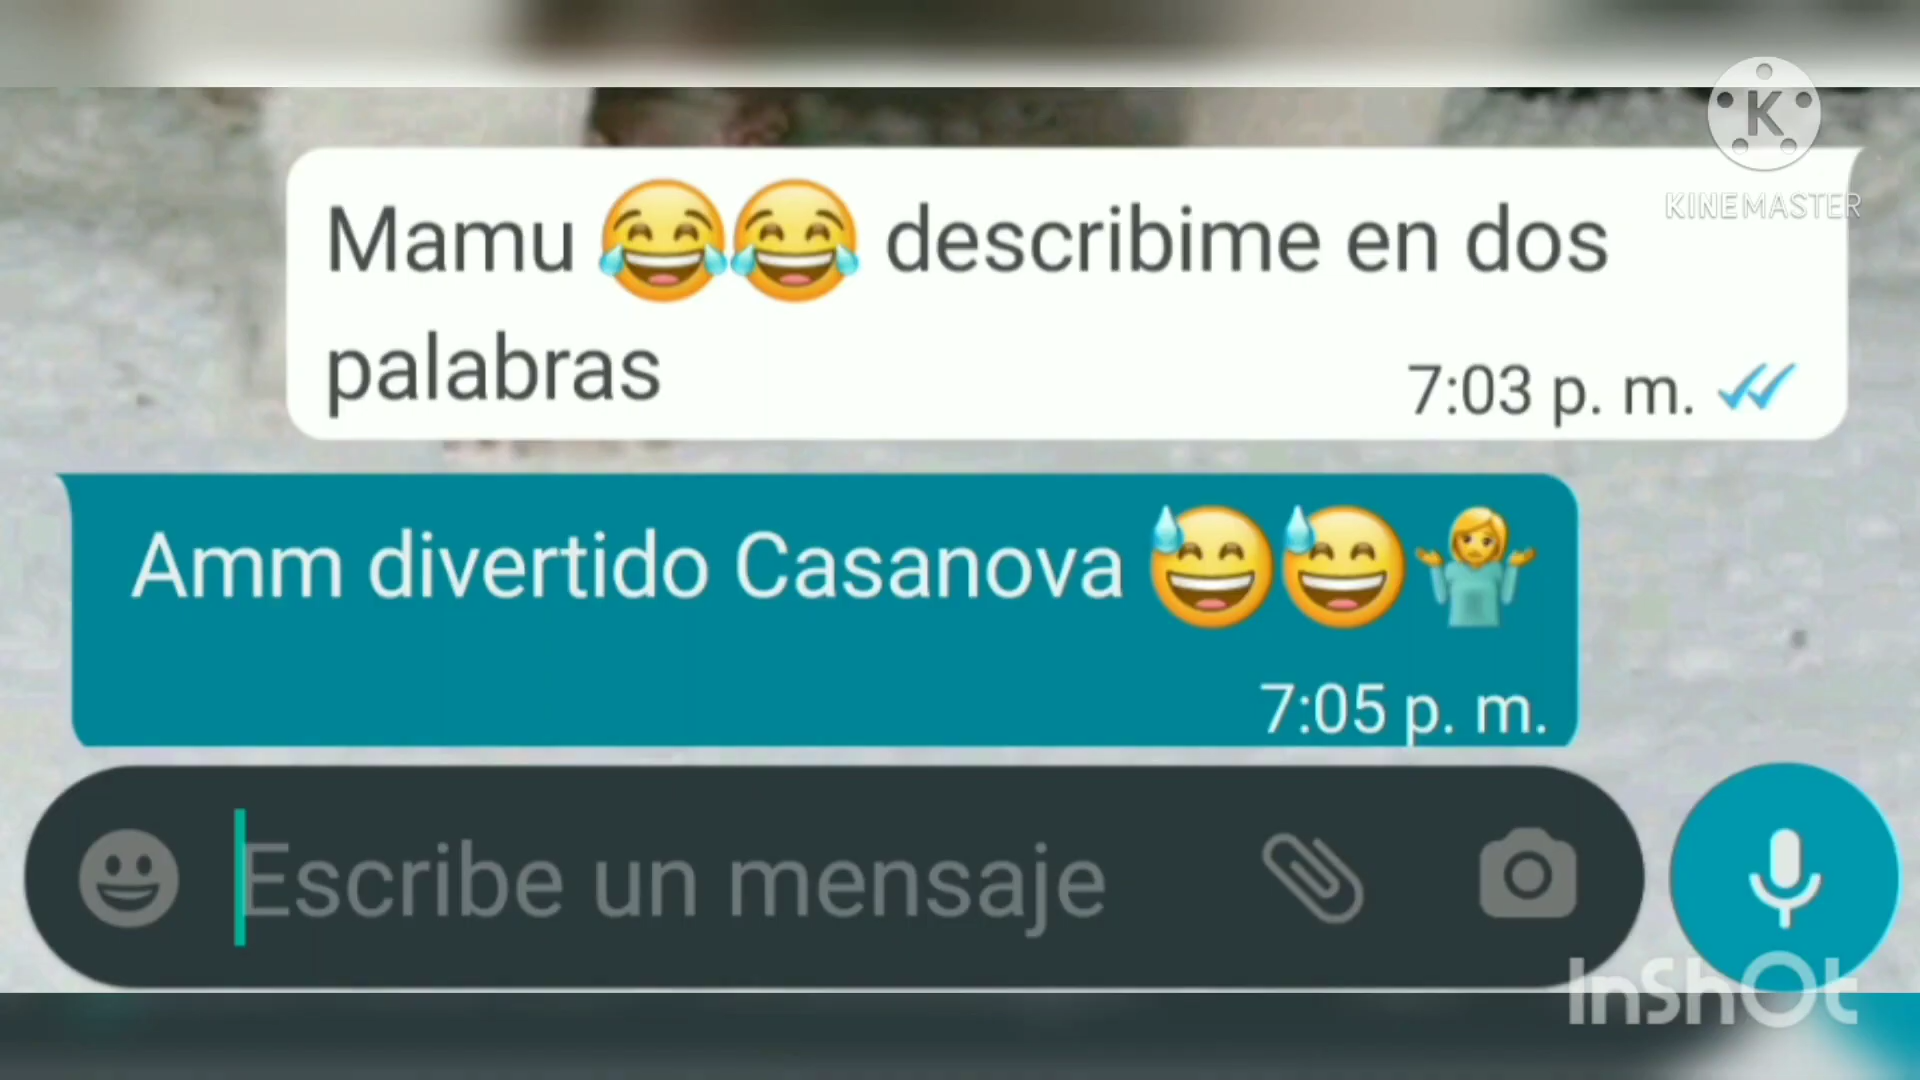 K
KINEMASTER
Mamu 😂😂 describime en dos
palabras
7:03 p. m.
Amm divertido Casanova 😅😅🤷‍♀️
7:05 p. m.
Escribe un mensaje
InShOt